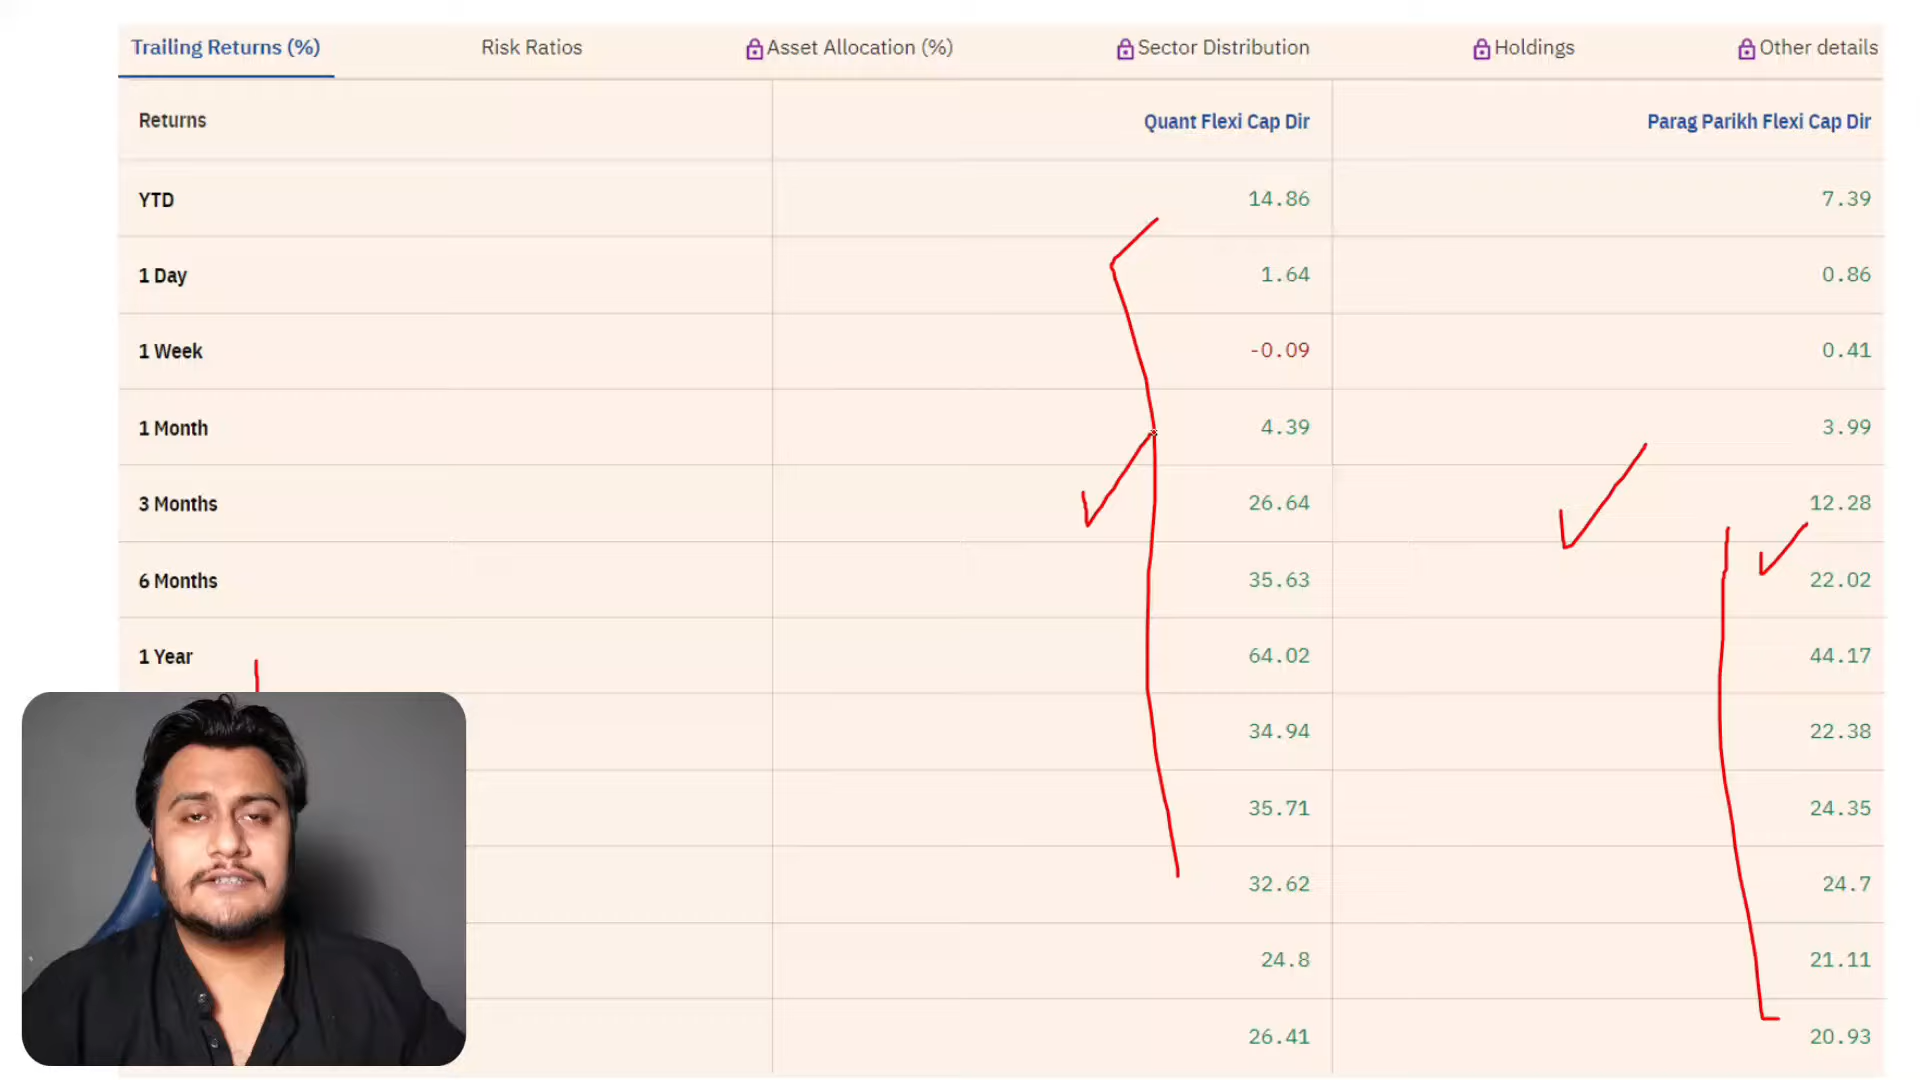 Trailing Returns (%) Risk Ratios Asset Allocation (%) Sector Distribution Holdings Other details
Returns Quant Flexi Cap Dir Parag Parikh Flexi Cap Dir
YTD 14.86 7.39
1 Day 1.64 0.86
1 Week -0.09 0.41
1 Month 4.39 3.99
3 Months 26.64 12.28
6 Months 35.63 22.02
1 Year 64.02 44.17
34.94 22.38
35.71 24.35
32.62 24.7
24.8 21.11
26.41 20.93